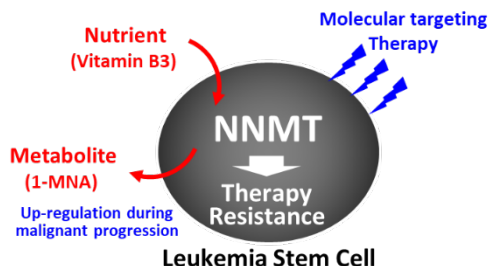 Molecular targeting
Therapy
Nutrient
(Vitamin B3)
NNMT
Metabolite
(1-MNA)
Therapy
Resistance
Up-regulation during
malignant progression
Leukemia Stem Cell